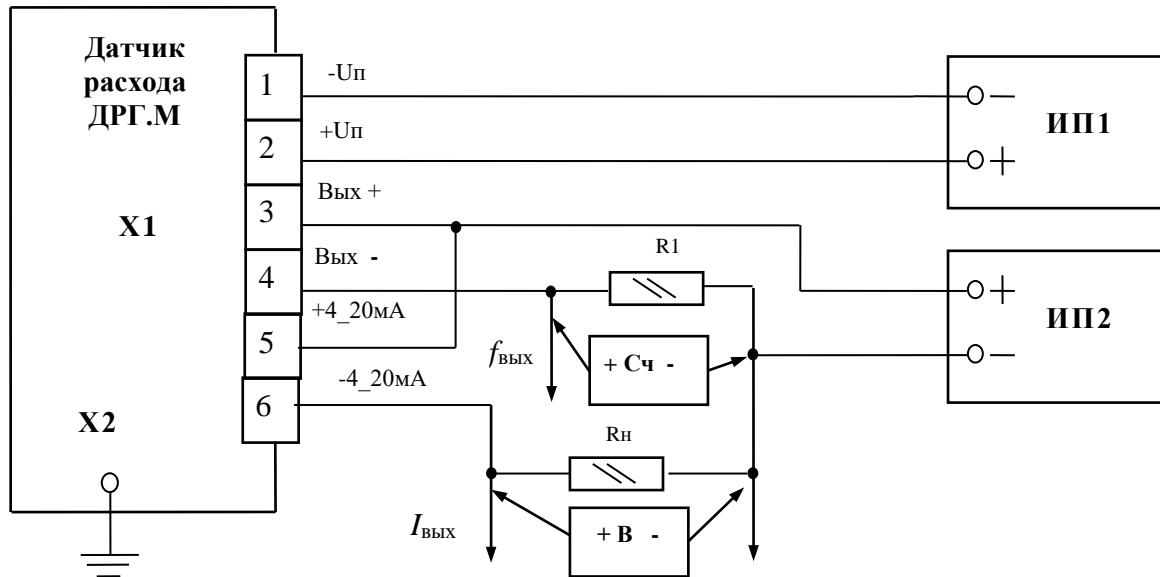 Датчик
расхода
ДРГ.М
1
-Uп
ИП1
2
+Uп
3
Вых +
X1
4
Вых -
R1
+4_20мА
5
ИП2
fвых
+ Сч -
-4_20мА
6
X2
Rн
Iвых
+ В -